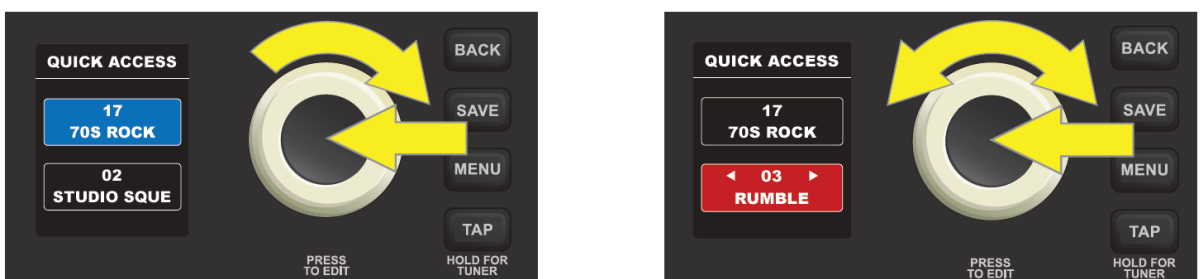 QUICK ACCESS
17
70S ROCK
02
STUDIO SQUE
BACK
SAVE
MENU
TAP
HOLD FOR
TUNER
PRESS
TO EDIT
QUICK ACCESS
17
70S ROCK
◄ 03 ►
RUMBLE
BACK
SAVE
MENU
TAP
HOLD FOR
TUNER
PRESS
TO EDIT